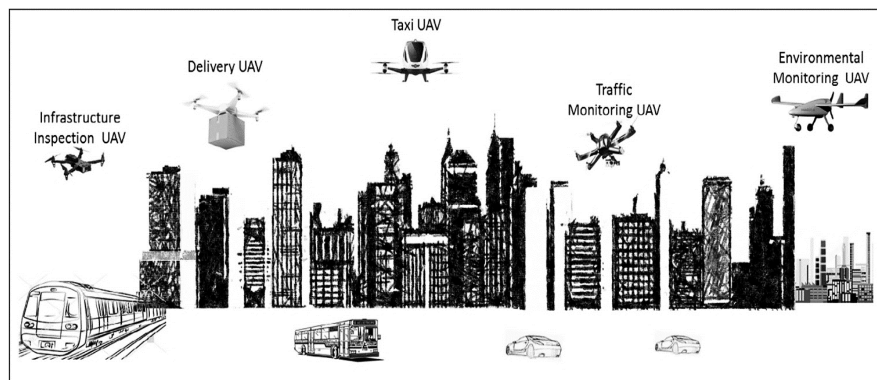 Taxi UAV
Delivery UAV
Environmental
Monitoring UAV
Traffic
Monitoring UAV
Infrastructure
Inspection UAV